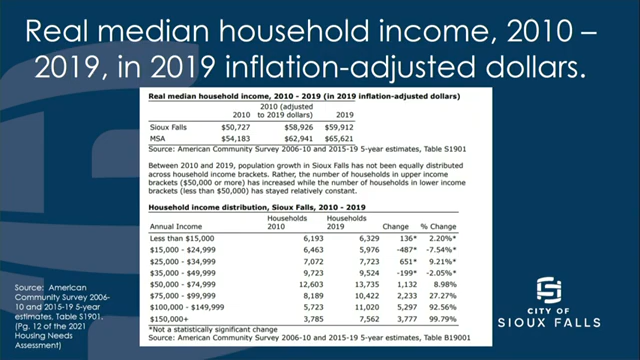 Real median household income, 2010 –
2019, in 2019 inflation-adjusted dollars.
Real median household income, 2010 - 2019 (in 2019 inflation-adjusted dollars)
2010 (adjusted
2010 to 2019 dollars) 2019
Sioux Falls $50,727 $58,926 $59,912
MSA $54,183 $62,941 $65,621
Source: American Community Survey 2006-10 and 2015-19 5-year estimates, Table S1901
Between 2010 and 2019, population growth in Sioux Falls has not been equally distributed
across household income brackets. Rather, the number of households in upper income
brackets ($50,000 or more) has increased while the number of households in lower income
brackets (less than $50,000) has stayed relatively constant.
Household income distribution, Sioux Falls, 2010 - 2019
Households Households
Annual Income 2010 2019 Change % Change
Less than $15,000 6,193 6,329 136* 2.20%*
$15,000 - $24,999 6,463 5,976 -487* -7.54%*
$25,000 - $34,999 7,072 7,723 651* 9.21%*
$35,000 - $49,999 9,723 9,524 -199* -2.05%*
$50,000 - $74,999 12,603 13,735 1,132 8.98%
$75,000 - $99,999 8,189 10,422 2,233 27.27%
$100,000 - $149,999 5,723 11,020 5,297 92.56%
$150,000+ 3,785 7,562 3,777 99.79%
*Not a statistically significant change
Source: American Community Survey 2006-10 and 2015-19 5-year estimates, Table B19001
Source: American
Community Survey 2006-
10 and 2015-19 5-year
estimates, Table S1901.
(Pg. 12 of the 2021
Housing Needs
Assessment)
CITY OF
SIOUX FALLS